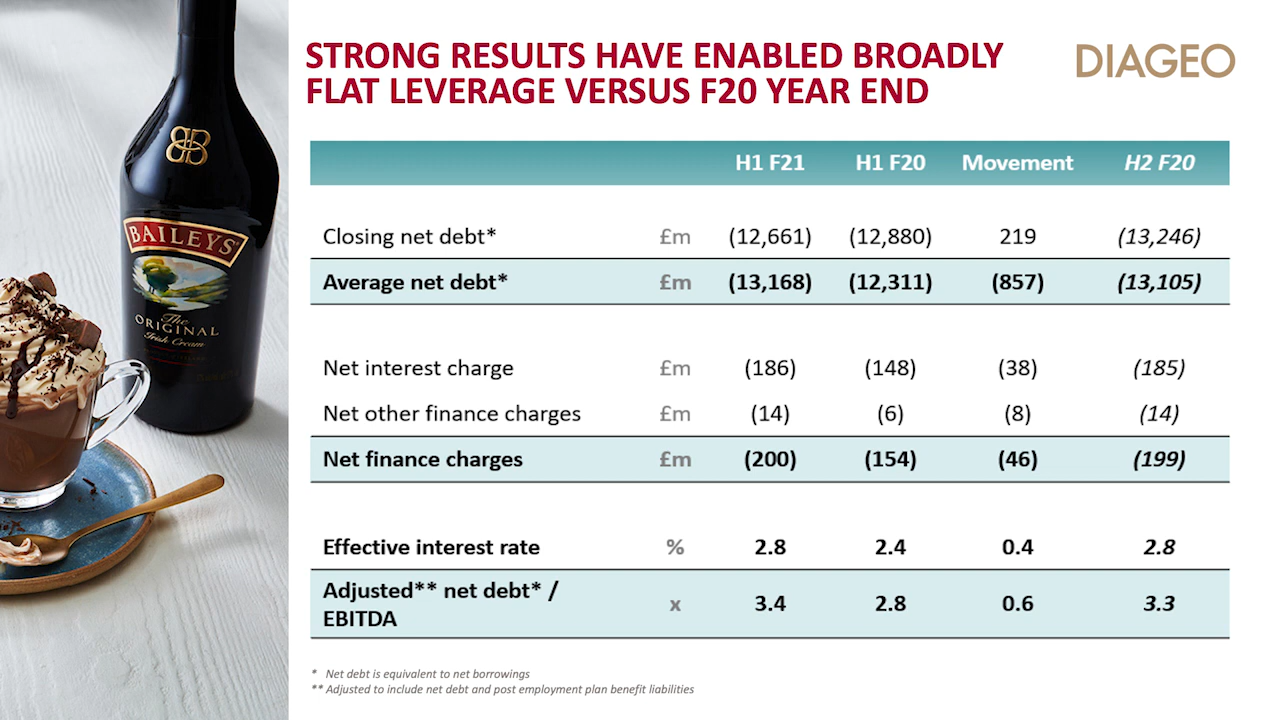 STRONG RESULTS HAVE ENABLED BROADLY
FLAT LEVERAGE VERSUS F20 YEAR END
DIAGEO
H1 F21 H1 F20 Movement H2 F20
Closing net debt* £m (12,661) (12,880) 219 (13,246)
Average net debt* £m (13,168) (12,311) (857) (13,105)
Net interest charge £m (186) (148) (38) (185)
Net other finance charges £m (14) (6) (8) (14)
Net finance charges £m (200) (154) (46) (199)
Effective interest rate % 2.8 2.4 0.4 2.8
Adjusted** net debt* /
EBITDA x 3.4 2.8 0.6 3.3
* Net debt is equivalent to net borrowings
** Adjusted to include net debt and post employment plan benefit liabilities
BAILEYS
The
ORIGINAL
Irish Cream